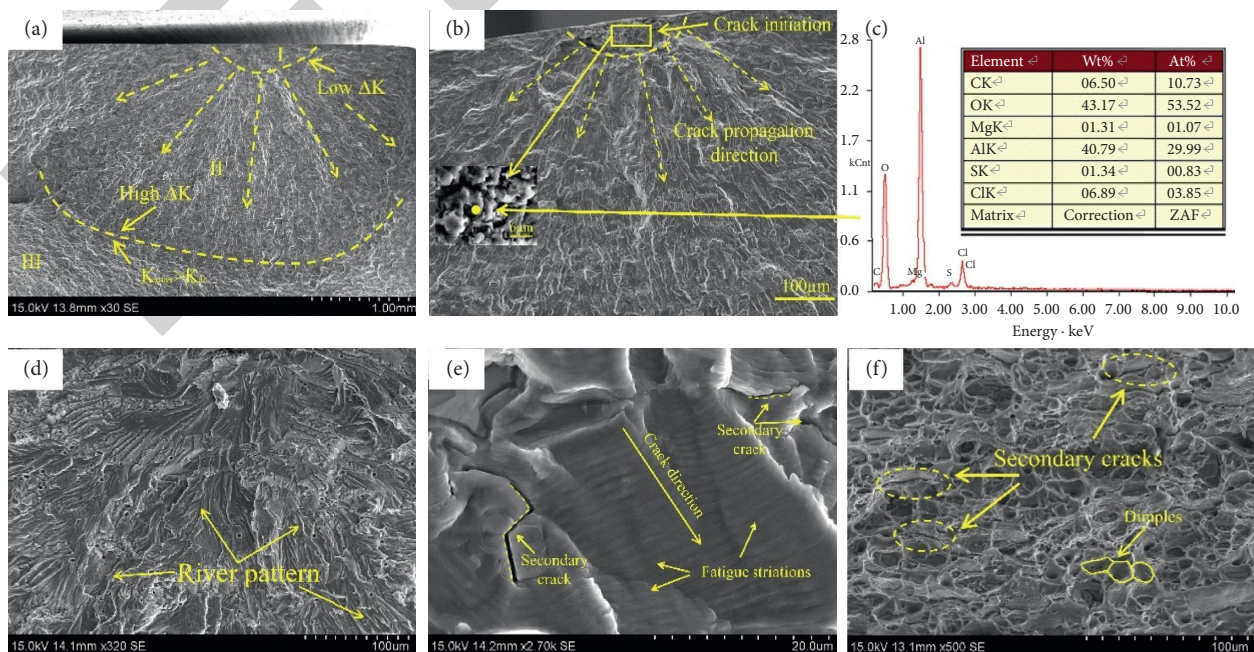 (a)
I
Low ΔK
II
High ΔK
III
15.0kV 13.8mm x30 SE
1.00mm
(b)
Crack initiation
Crack propagation
direction
100μm
(c)
2.8
2.2
1.7
kCnt
1.1
0.6
0.0
Al
O
C
Mg
S
Cl
Cl
1.00 2.00 3.00 4.00 5.00 6.00 7.00 8.00 9.00 10.0
Energy · keV
Element Wt% At%
CK 06.50 10.73
OK 43.17 53.52
MgK 01.31 01.07
AlK 40.79 29.99
SK 01.34 00.83
ClK 06.89 03.85
Matrix Correction ZAF
(d)
River pattern
15.0kV 14.1mm x320 SE
100um
(e)
Secondary
crack
Crack direction
Secondary
crack
Fatigue striations
15.0kV 14.2mm x2.70k SE
20.0um
(f)
Secondary cracks
Dimples
15.0kV 13.1mm x500 SE
100um